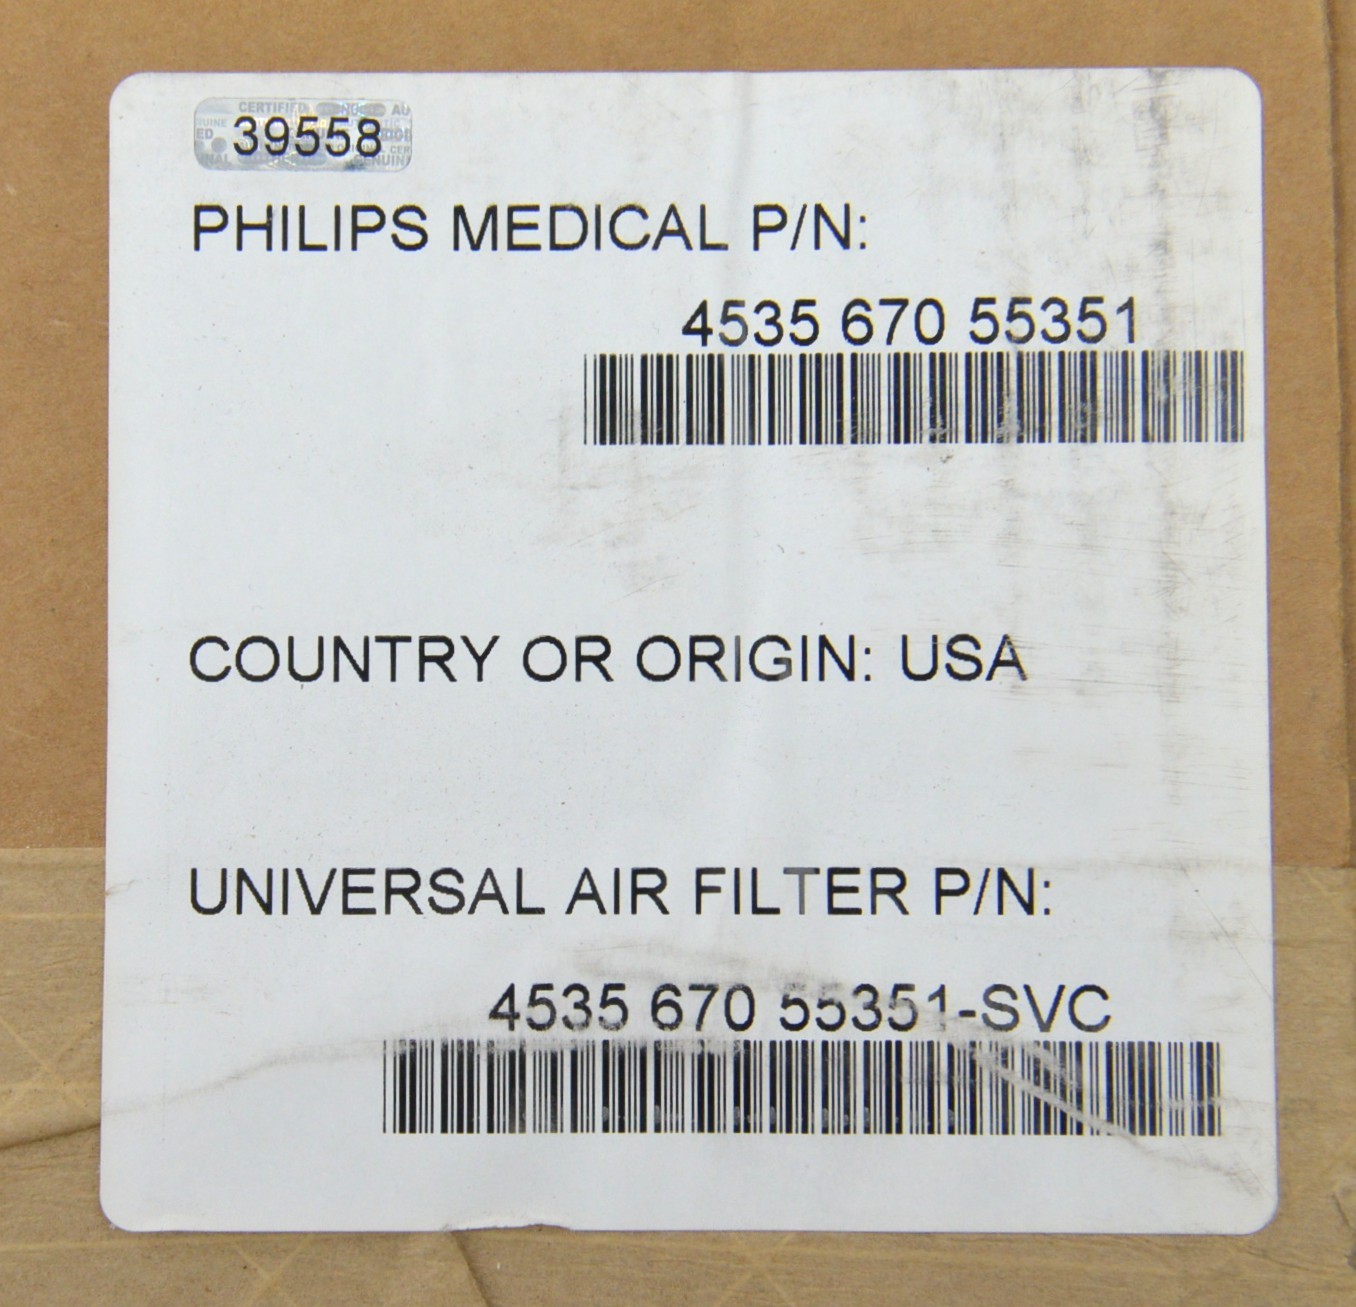 39558
PHILIPS MEDICAL P/N:
4535 670 55351
COUNTRY OR ORIGIN: USA
UNIVERSAL AIR FILTER P/N:
4535 670 55351-SVC